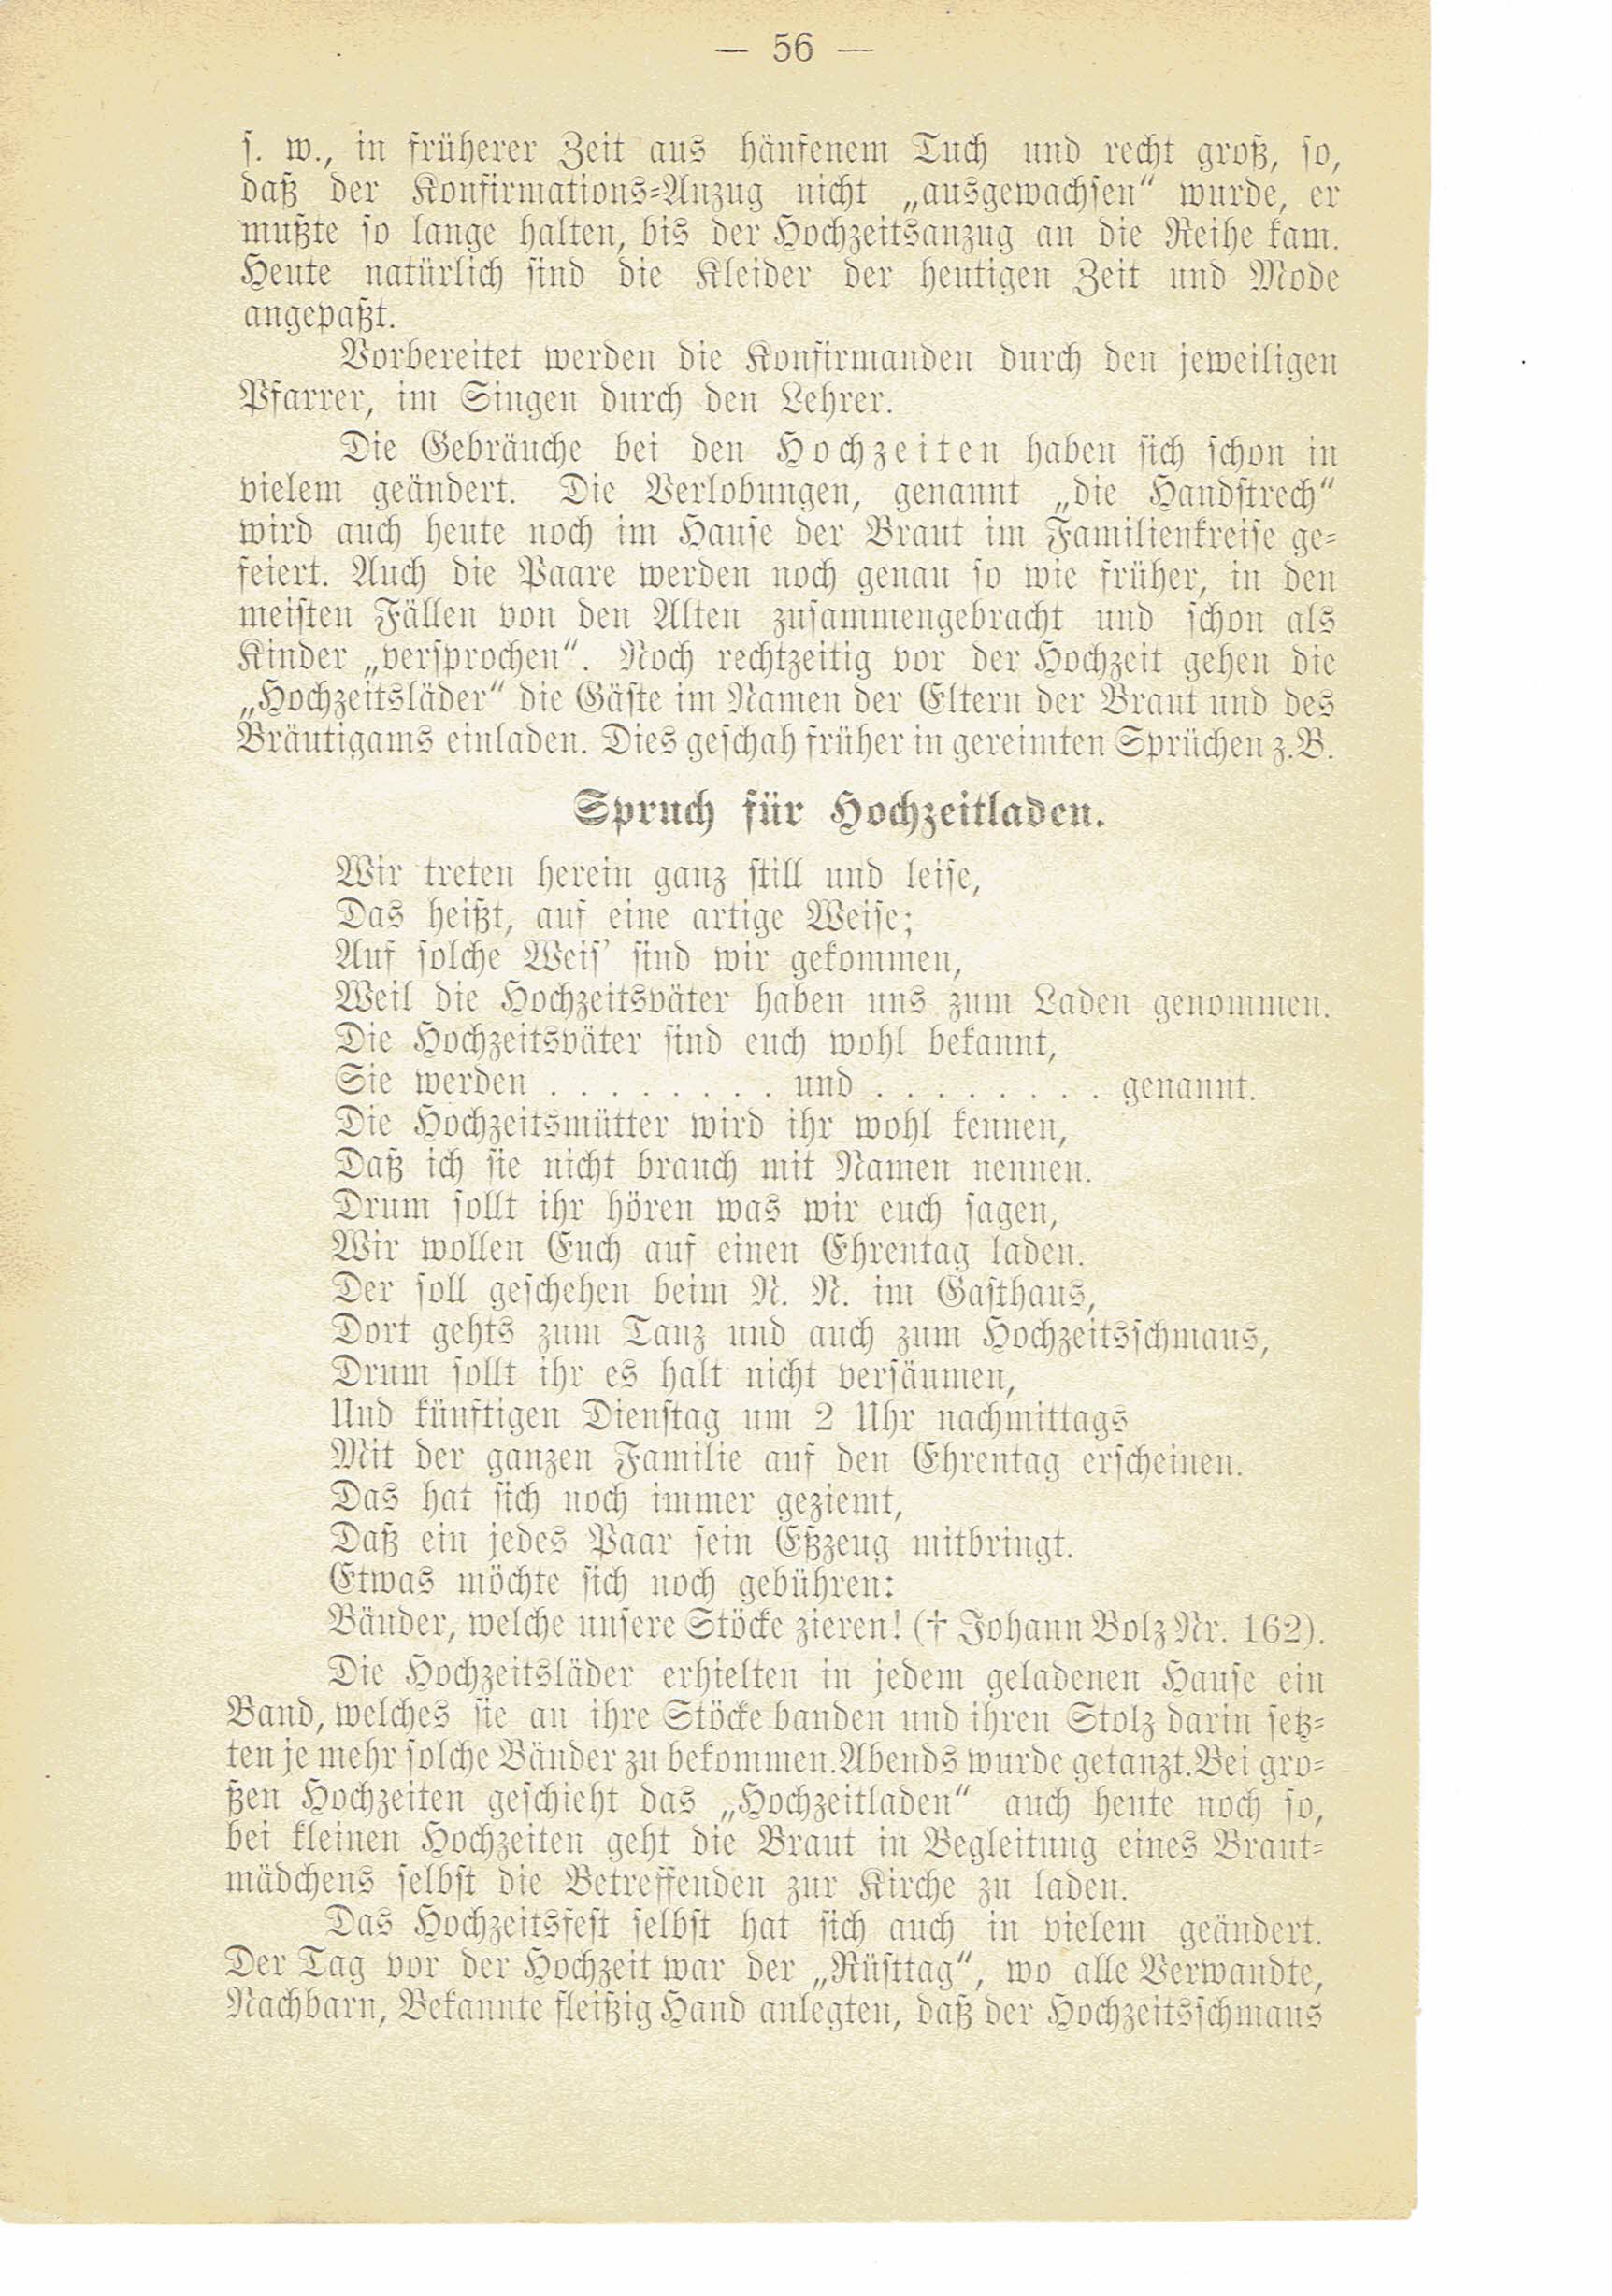 — 56 —
s. w., in früherer Zeit aus hänfenem Tuch und recht groß, so,
daß der Konfirmations-Anzug nicht „ausgewachsen“ wurde, er
mußte so lange halten, bis der Hochzeitsanzug an die Reihe kam.
Heute natürlich sind die Kleider der heutigen Zeit und Mode
angepaßt.
Vorbereitet werden die Konfirmanden durch den jeweiligen
Pfarrer, im Singen durch den Lehrer.
Die Gebräuche bei den Hochzeiten haben sich schon in
vielem geändert. Die Verlobungen, genannt „die Handstrech“
wird auch heute noch im Hause der Braut im Familienkreise ge-
feiert. Auch die Paare werden noch genau so wie früher, in den
meisten Fällen von den Alten zusammengebracht und schon als
Kinder „versprochen“. Noch rechtzeitig vor der Hochzeit gehen die
„Hochzeitsläder“ die Gäste im Namen der Eltern der Braut und des
Bräutigams einladen. Dies geschah früher in gereimten Sprüchen z.B.
Spruch für Hochzeitladen.
Wir treten herein ganz still und leise,
Das heißt, auf eine artige Weise;
Auf solche Weis’ sind wir gekommen,
Weil die Hochzeitsväter haben uns zum Laden genommen.
Die Hochzeitsväter sind euch wohl bekannt,
Sie werden . . . . . . . . und . . . . . . . . genannt.
Die Hochzeitsmütter wird ihr wohl kennen,
Daß ich sie nicht brauch mit Namen nennen.
Drum sollt ihr hören was wir euch sagen,
Wir wollen Euch auf einen Ehrentag laden.
Der soll geschehen beim N. N. im Gasthaus,
Dort gehts zum Tanz und auch zum Hochzeitsschmaus,
Drum sollt ihr es halt nicht versäumen,
Und künftigen Dienstag um 2 Uhr nachmittags
Mit der ganzen Familie auf den Ehrentag erscheinen.
Das hat sich noch immer geziemt,
Daß ein jedes Paar sein Eßzeug mitbringt.
Etwas möchte sich noch gebühren:
Bänder, welche unsere Stöcke zieren! († Johann Bolz Nr. 162).
Die Hochzeitsläder erhielten in jedem geladenen Hause ein
Band, welches sie an ihre Stöcke banden und ihren Stolz darin setz-
ten je mehr solche Bänder zu bekommen. Abends wurde getanzt. Bei gro-
ßen Hochzeiten geschieht das „Hochzeitladen“ auch heute noch so,
bei kleinen Hochzeiten geht die Braut in Begleitung eines Braut-
mädchens selbst die Betreffenden zur Kirche zu laden.
Das Hochzeitsfest selbst hat sich auch in vielem geändert.
Der Tag vor der Hochzeit war der „Rüsttag“, wo alle Verwandte,
Nachbarn, Bekannte fleißig Hand anlegten, daß der Hochzeitsschmaus